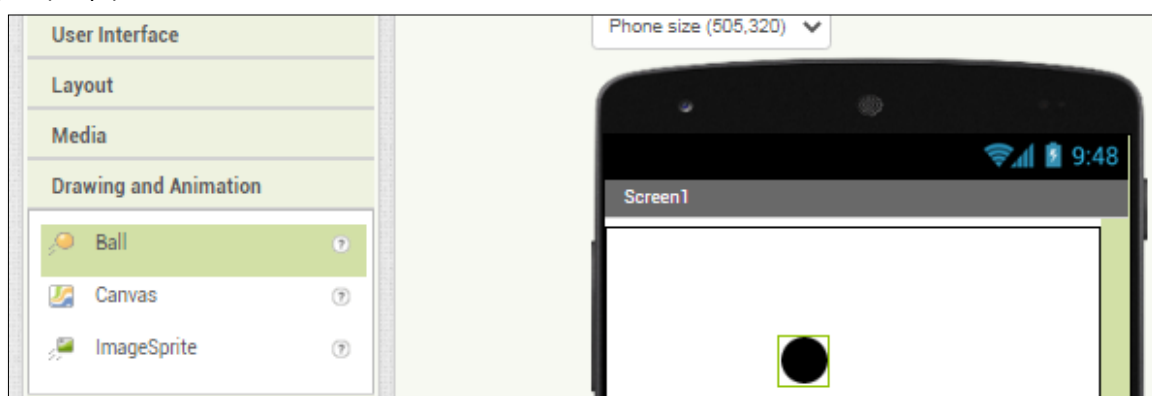 User Interface
Layout
Media
Drawing and Animation
Ball ?
Canvas ?
ImageSprite ?
Phone size (505,320)
9:48
Screen1